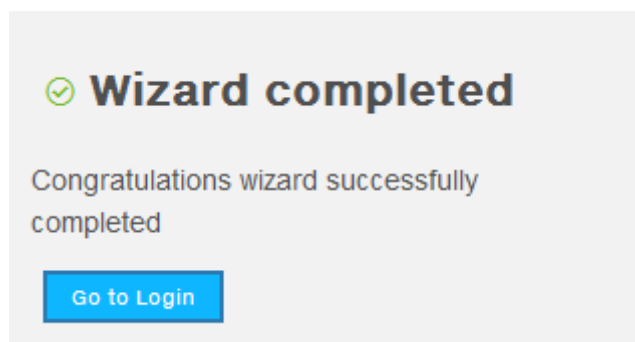 Wizard completed
Congratulations wizard successfully
completed
Go to Login